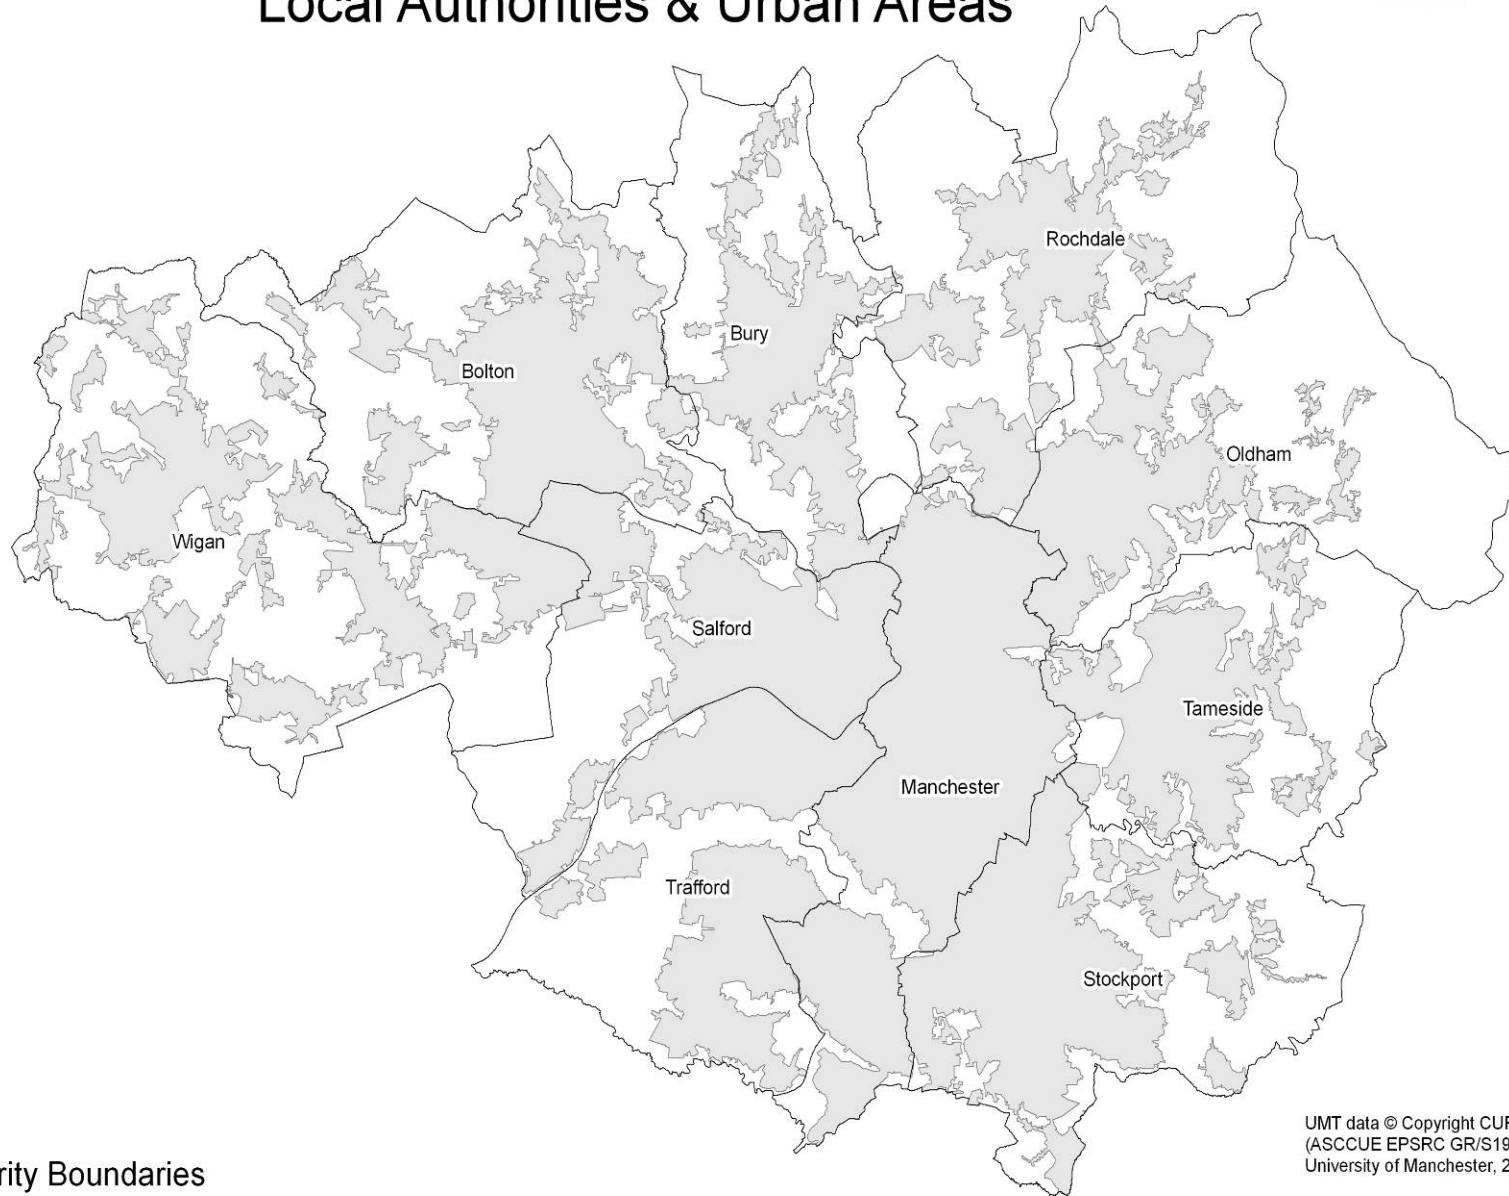 Local Authorities & Urban Areas
Rochdale
Bury
Bolton
Oldham
Wigan
Salford
Tameside
Manchester
Trafford
Stockport
UMT data © Copyright CUR
(ASCCUE EPSRC GR/S19
University of Manchester, 2
rity Boundaries